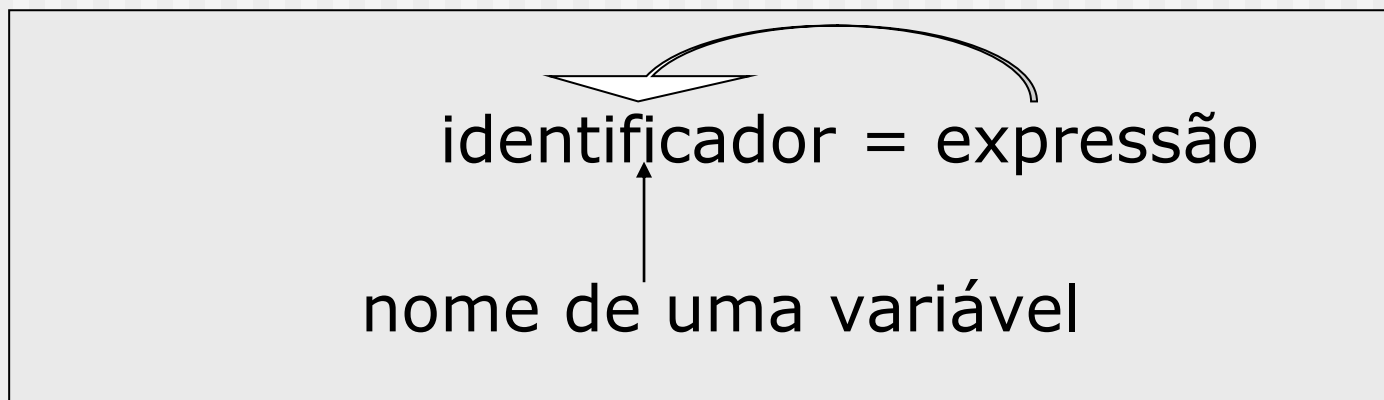 identificador = expressão
nome de uma variável